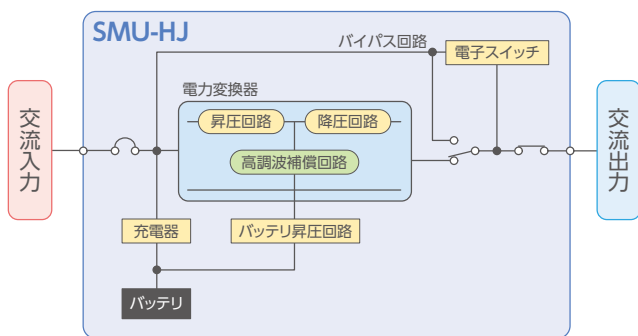 SMU-HJ
バイパス回路
電子スイッチ
電力変換器
昇圧回路
降圧回路
高調波補償回路
交流入力
交流出力
充電器
バッテリ昇圧回路
バッテリ